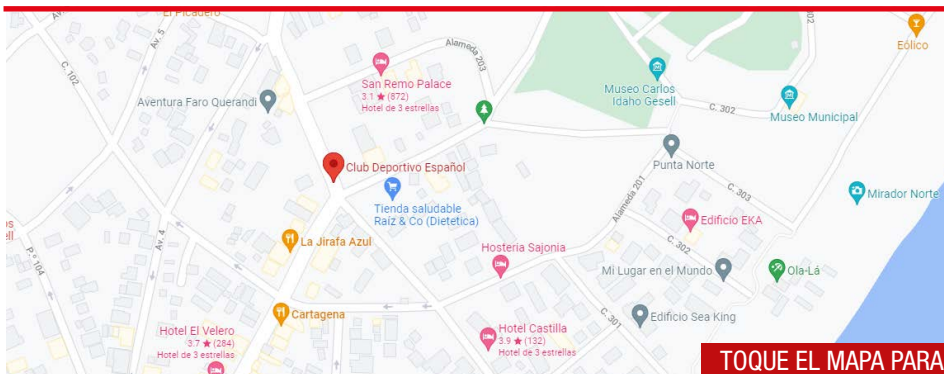 El Picadero
Av. 5
C. 102
Alameda 203
802
Eólico
San Remo Palace
3.1 ★ (872)
Hotel de 3 estrellas
Aventura Faro Querandi
Museo Carlos
Idaho Gesell
C. 302
Museo Municipal
Club Deportivo Español
Punta Norte
Tienda saludable
Raíz & Co (Dietetica)
Alameda 201
C. 303
Mirador Norte
Edificio EKA
La Jirafa Azul
Av. 4
P.º 104
Hosteria Sajonia
C. 302
Mi Lugar en el Mundo
Ola-Lá
Cartagena
C. 301
Edificio Sea King
Hotel El Velero
3.7 ★ (284)
Hotel de 3 estrellas
Hotel Castilla
3.9 ★ (132)
Hotel de 3 estrellas
TOQUE EL MAPA PARA